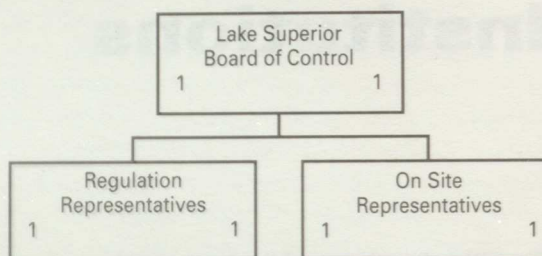 Lake Superior
Board of Control
1 1
Regulation
Representatives
1 1
On Site
Representatives
1 1